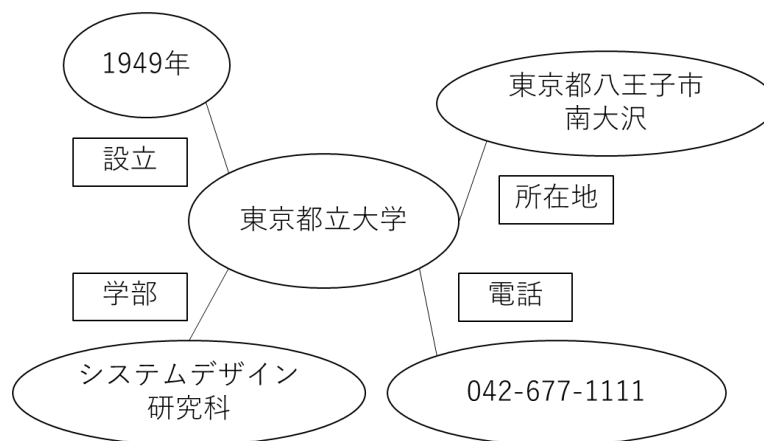 1949年
東京都八王子市
南大沢
設立
所在地
東京都立大学
学部
電話
システムデザイン
研究科
042-677-1111